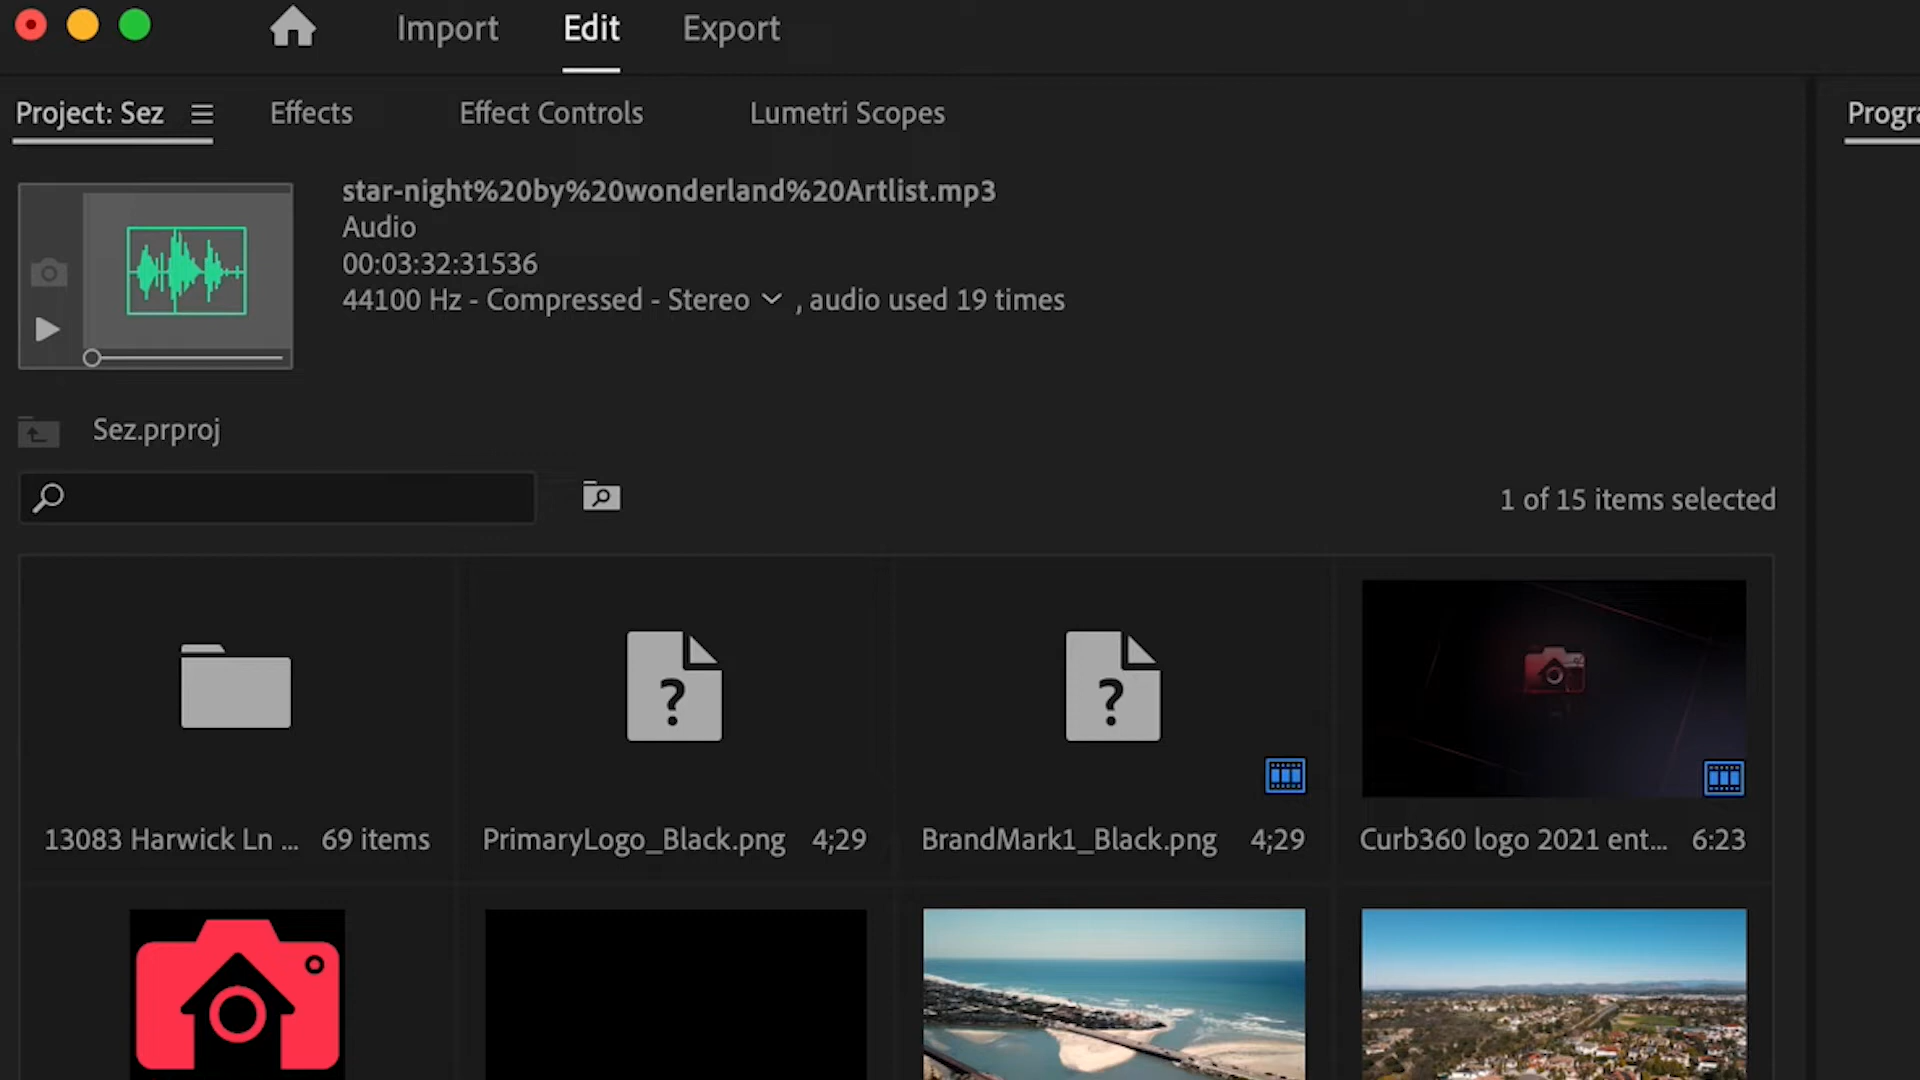 Import Edit Export
Project: Sez Effects Effect Controls Lumetri Scopes
star-night%20by%20wonderland%20Artlist.mp3
Audio
00:03:32:31536
44100 Hz - Compressed - Stereo , audio used 19 times
Sez.prproj
1 of 15 items selected
13083 Harwick Ln ... 69 items PrimaryLogo_Black.png 4;29 BrandMark1_Black.png 4;29 Curb360 logo 2021 ent... 6:23